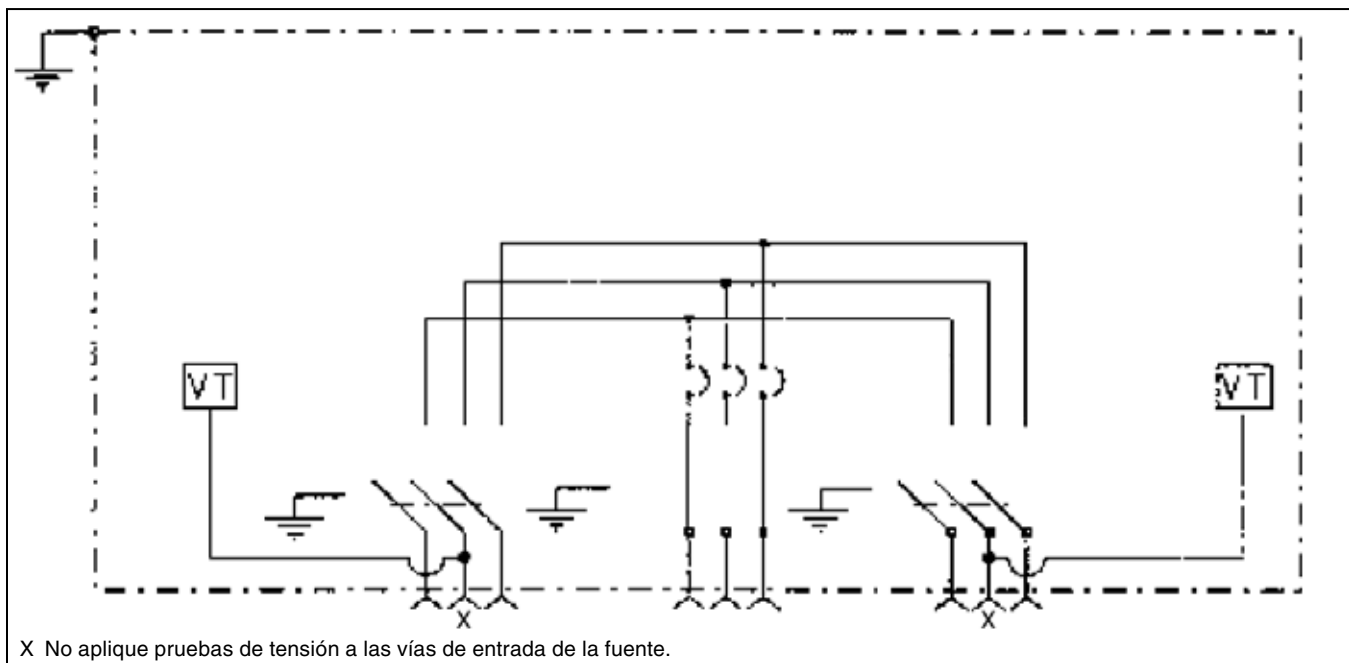 VT
VT
X
X
X No aplique pruebas de tensión a las vías de entrada de la fuente.